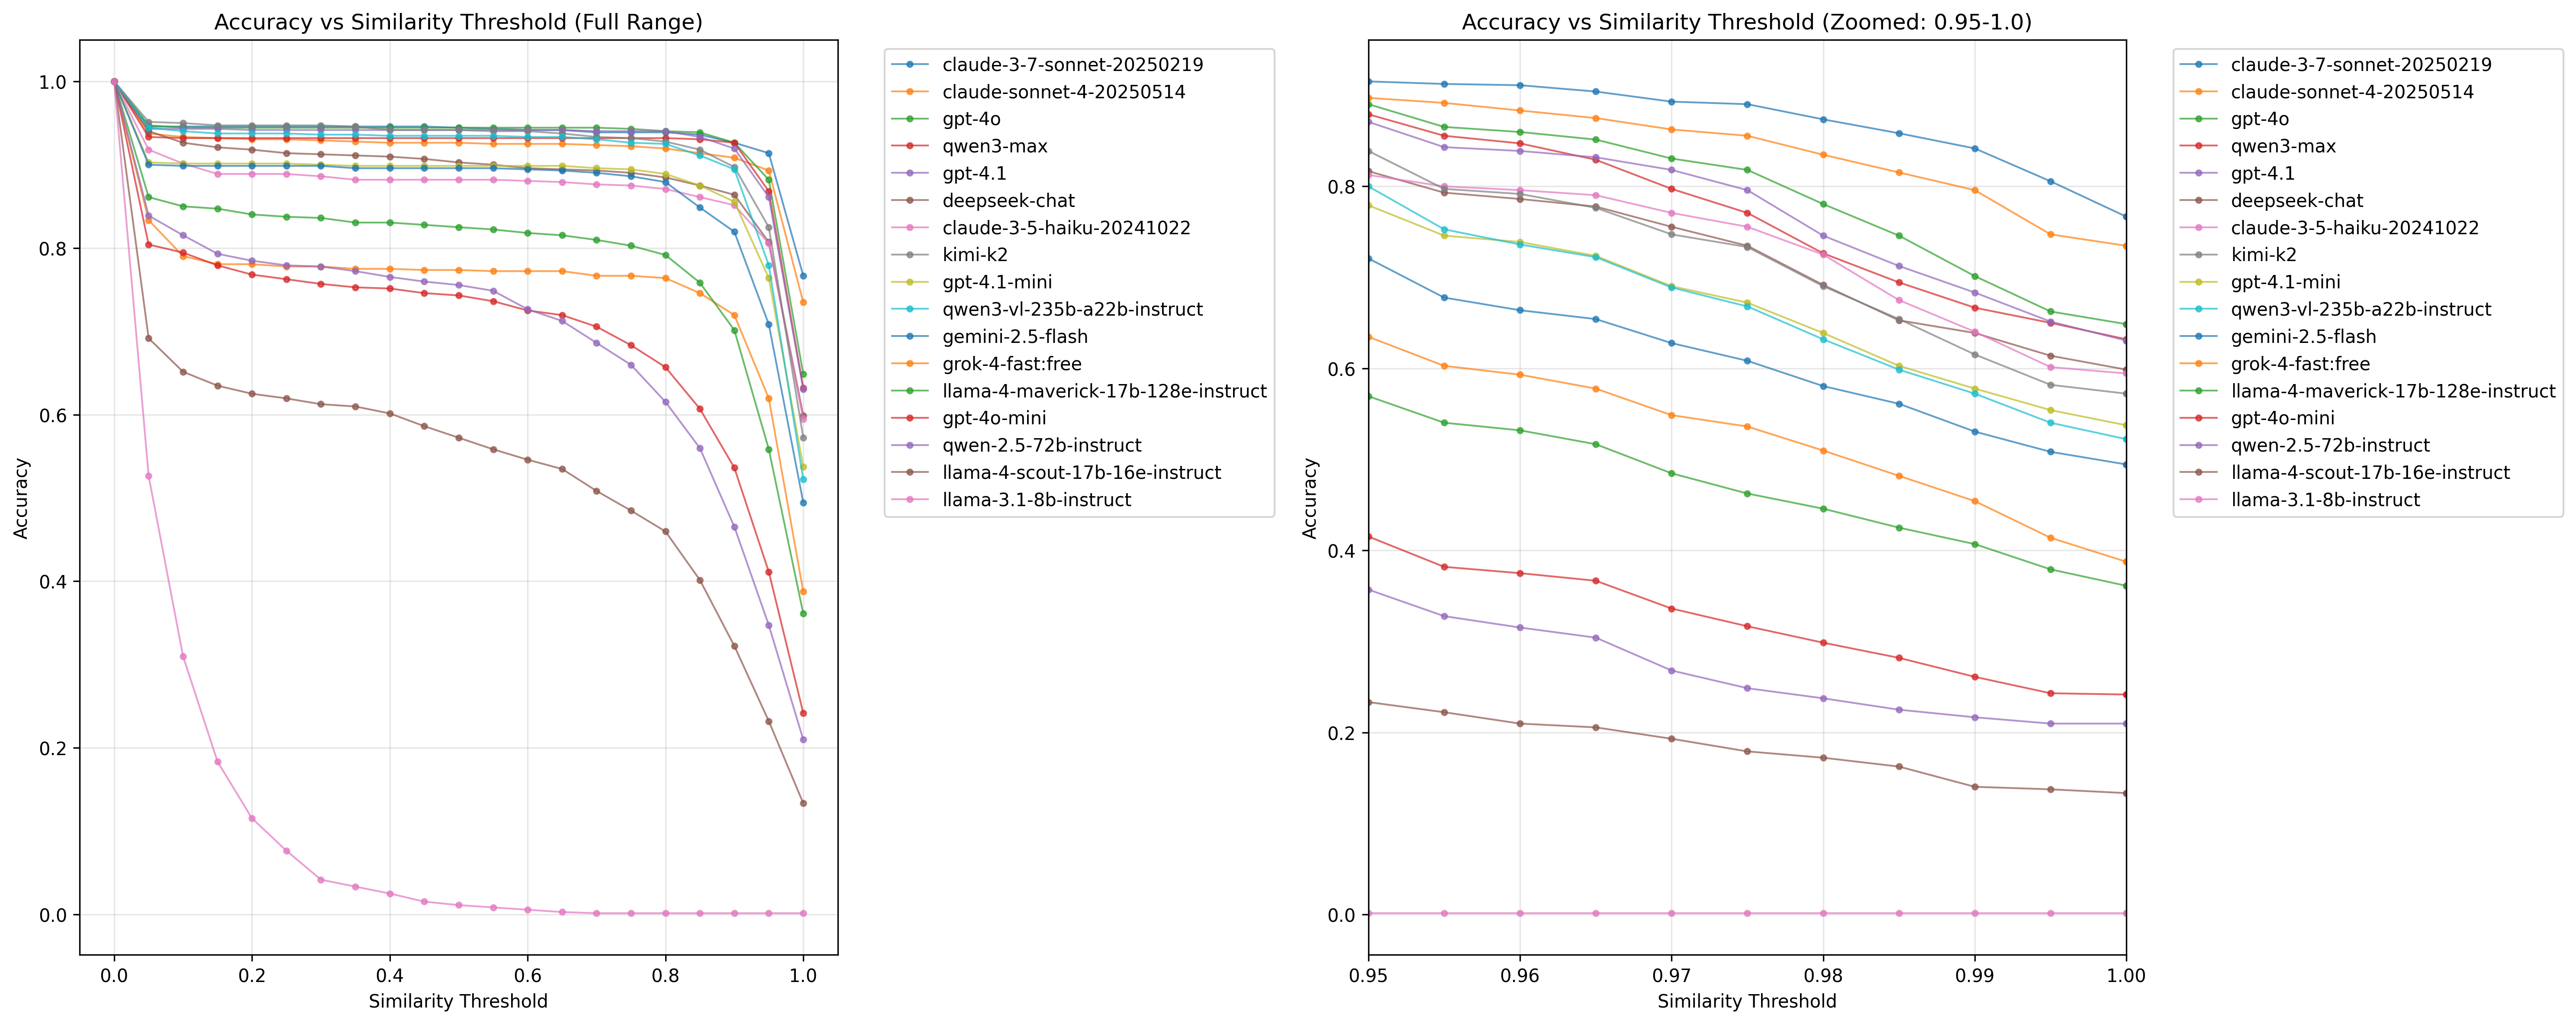 Accuracy vs Similarity Threshold (Full Range)
1.0
0.8
0.6
0.4
0.2
0.0
Accuracy
0.0 0.2 0.4 0.6 0.8 1.0
Similarity Threshold
claude-3-7-sonnet-20250219
claude-sonnet-4-20250514
gpt-4o
qwen3-max
gpt-4.1
deepseek-chat
claude-3-5-haiku-20241022
kimi-k2
gpt-4.1-mini
qwen3-vl-235b-a22b-instruct
gemini-2.5-flash
grok-4-fast:free
llama-4-maverick-17b-128e-instruct
gpt-4o-mini
qwen-2.5-72b-instruct
llama-4-scout-17b-16e-instruct
llama-3.1-8b-instruct
Accuracy vs Similarity Threshold (Zoomed: 0.95-1.0)
0.8
0.6
0.4
0.2
0.0
Accuracy
0.95 0.96 0.97 0.98 0.99 1.00
Similarity Threshold
claude-3-7-sonnet-20250219
claude-sonnet-4-20250514
gpt-4o
qwen3-max
gpt-4.1
deepseek-chat
claude-3-5-haiku-20241022
kimi-k2
gpt-4.1-mini
qwen3-vl-235b-a22b-instruct
gemini-2.5-flash
grok-4-fast:free
llama-4-maverick-17b-128e-instruct
gpt-4o-mini
qwen-2.5-72b-instruct
llama-4-scout-17b-16e-instruct
llama-3.1-8b-instruct